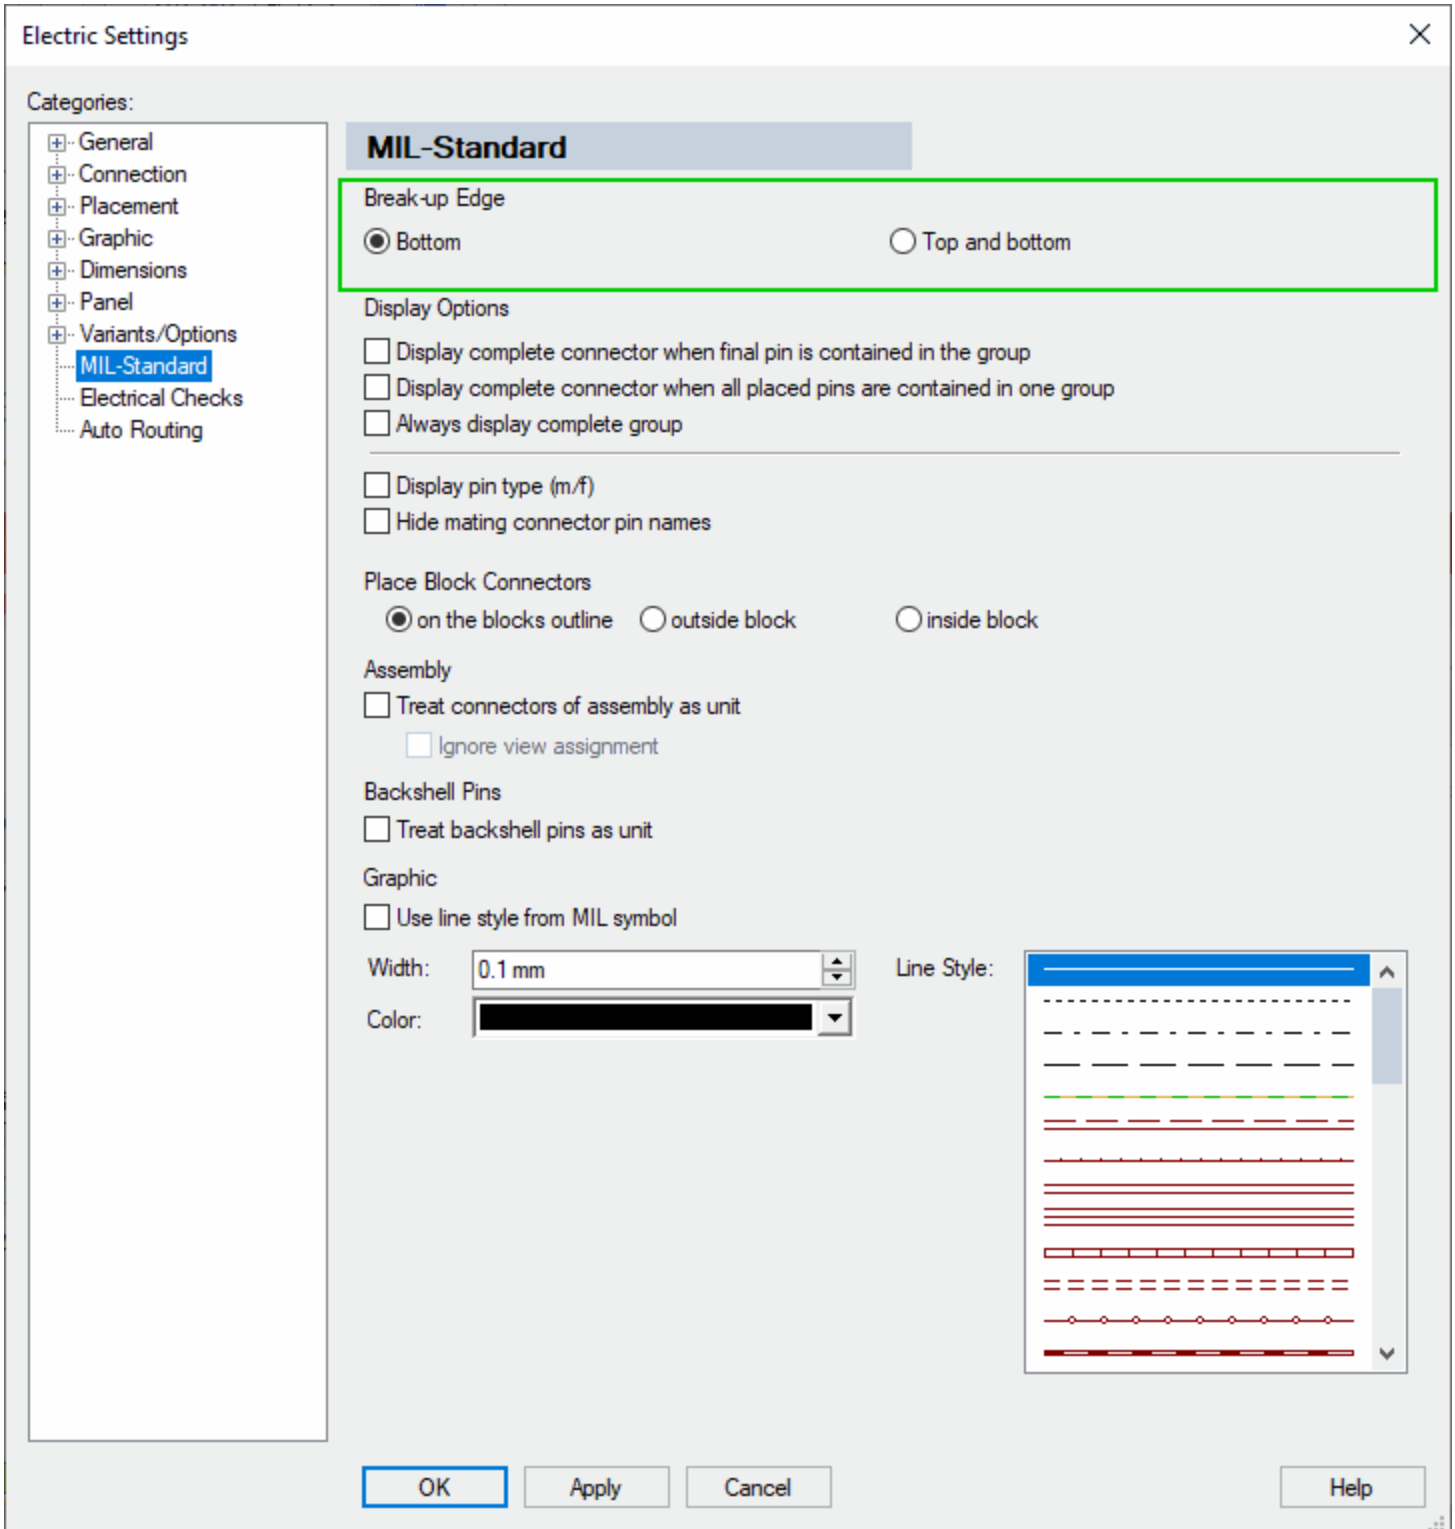 Electric Settings
Categories:
General
Connection
Placement
Graphic
Dimensions
Panel
Variants/Options
MIL-Standard
Electrical Checks
Auto Routing
MIL-Standard
Break-up Edge
Bottom Top and bottom
Display Options
Display complete connector when final pin is contained in the group
Display complete connector when all placed pins are contained in one group
Always display complete group
Display pin type (m/f)
Hide mating connector pin names
Place Block Connectors
on the blocks outline outside block inside block
Assembly
Treat connectors of assembly as unit
Ignore view assignment
Backshell Pins
Treat backshell pins as unit
Graphic
Use line style from MIL symbol
Width: 0.1 mm Line Style:
Color:
OK Apply Cancel Help